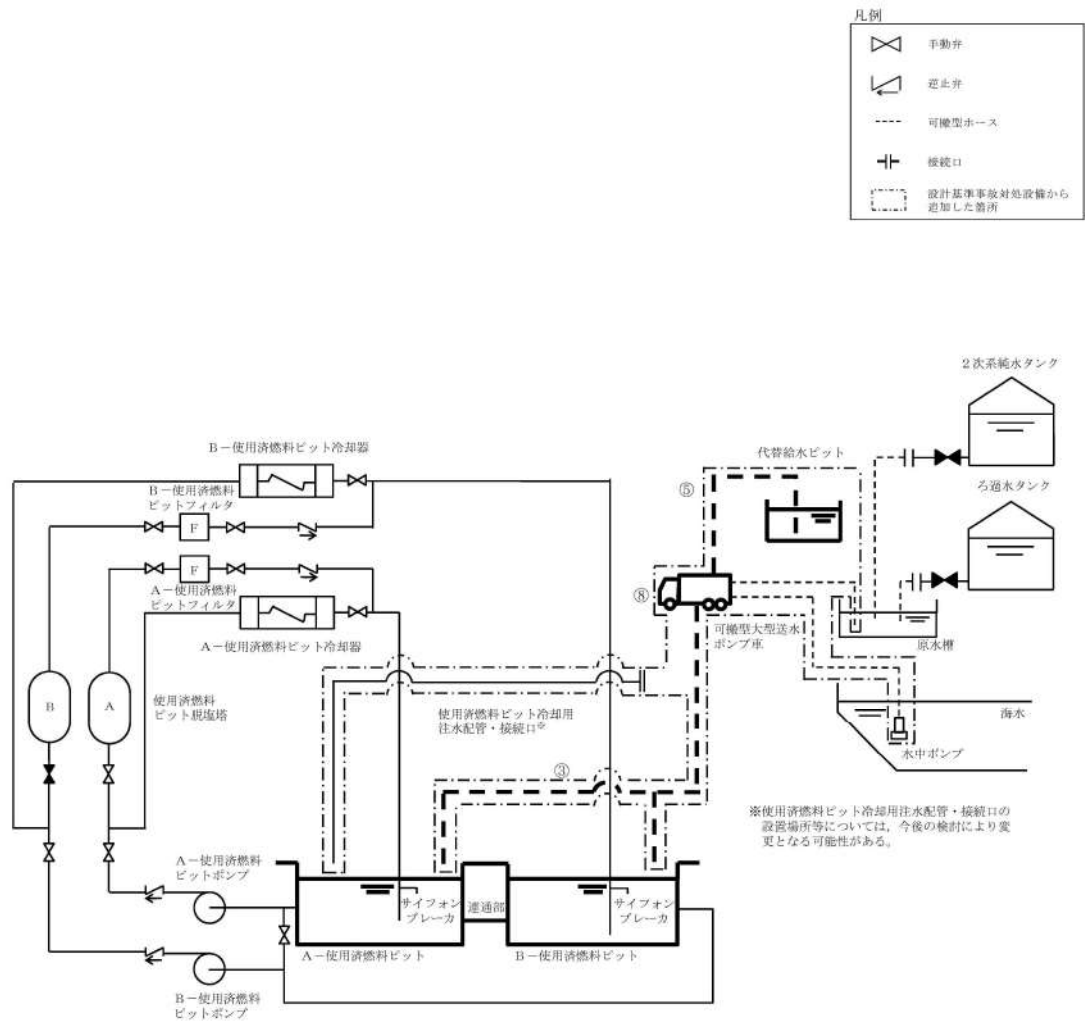 凡例
手動弁
逆止弁
可搬型ホース
接続口
設計基準事故対処設備から
追加した箇所
2次系純水タンク
ろ過水タンク
代替給水ピット
⑤
⑧
可搬型大型送水
ポンプ車
原水槽
海水
水中ポンプ
B-使用済燃料ピット冷却器
B-使用済燃料
ピットフィルタ
F
F
A-使用済燃料
ピットフィルタ
A-使用済燃料ピット冷却器
B
A
使用済燃料
ピット脱塩塔
使用済燃料ピット冷却用
注水配管・接続口※
③
※使用済燃料ピット冷却用注水配管・接続口の
設置場所等については、今後の検討により変
更となる可能性がある。
A-使用済燃料
ピットポンプ
サイフォン
ブレーカ
連通部
サイフォン
ブレーカ
A-使用済燃料ピット
B-使用済燃料ピット
B-使用済燃料
ピットポンプ